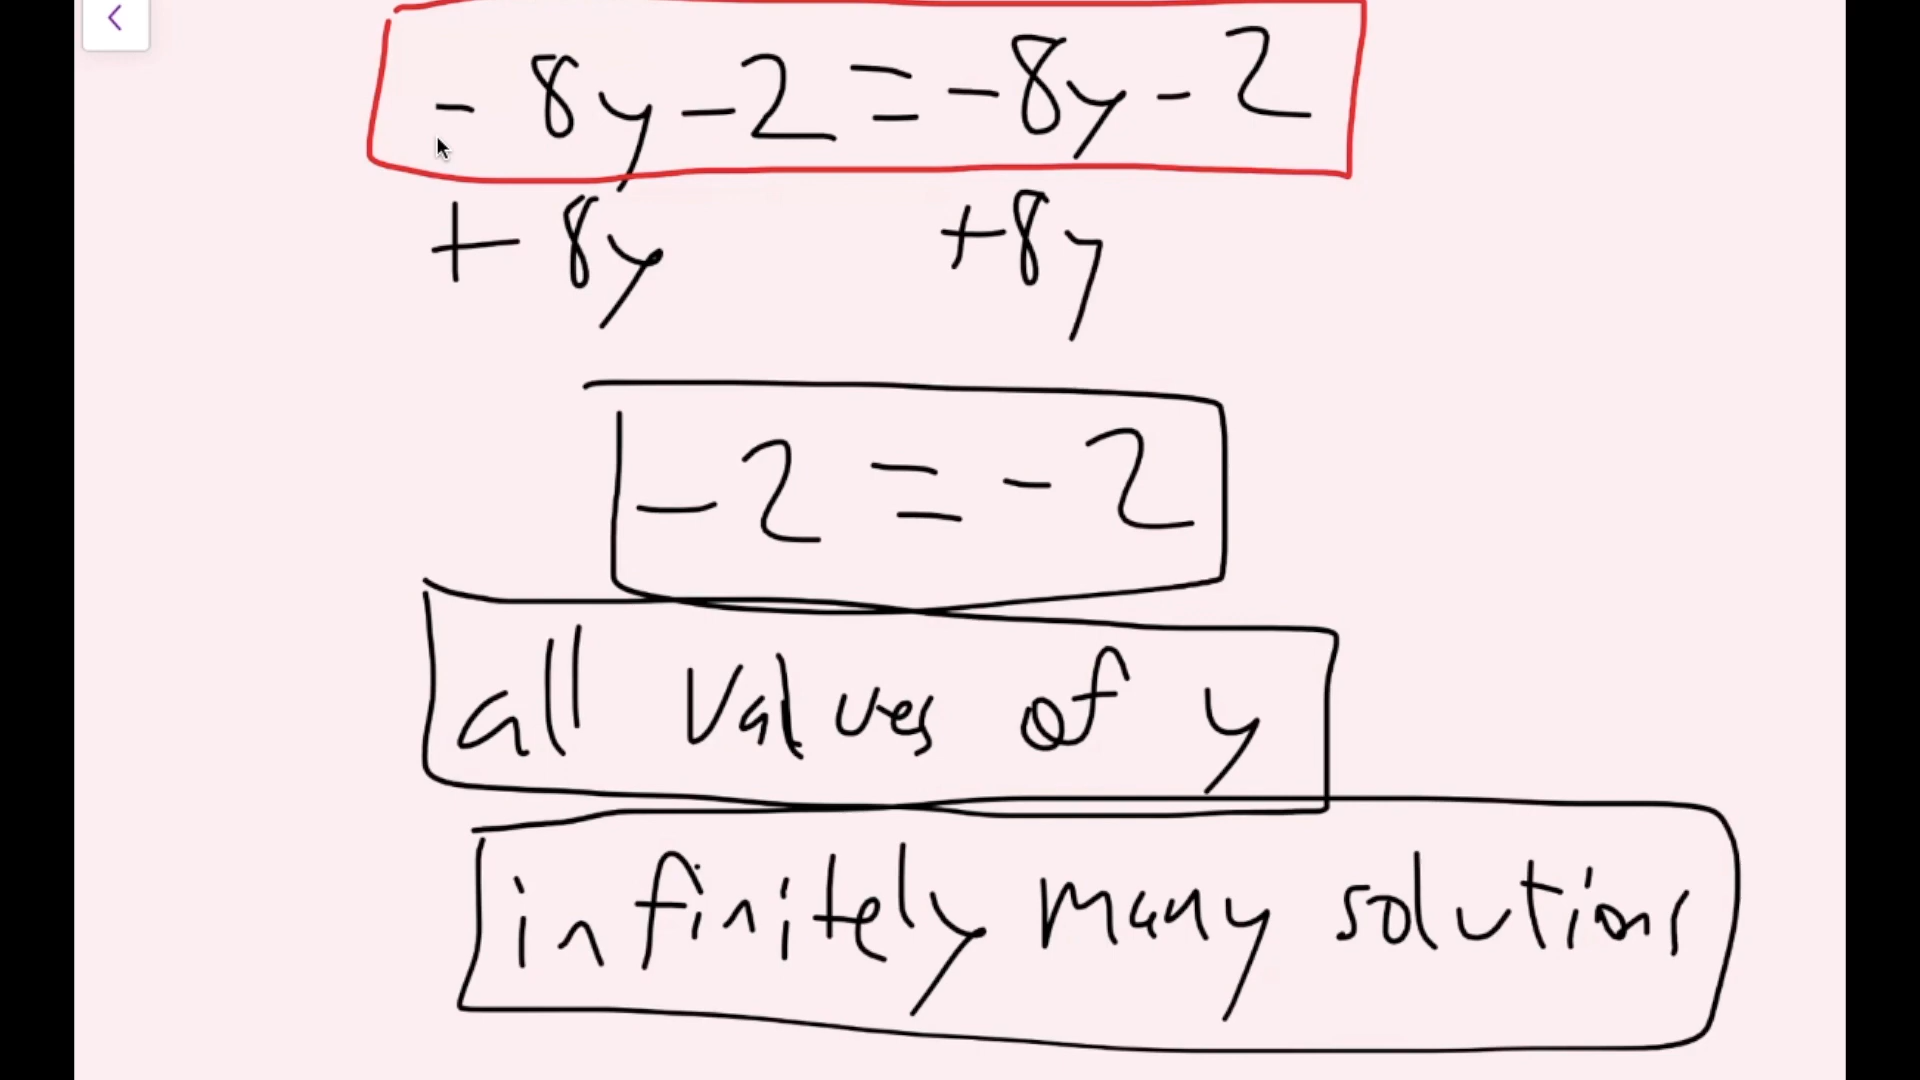 - 8y - 2 = -8y - 2
+ 8y +8y
- 2 = - 2
all values of y
infinitely many solutions